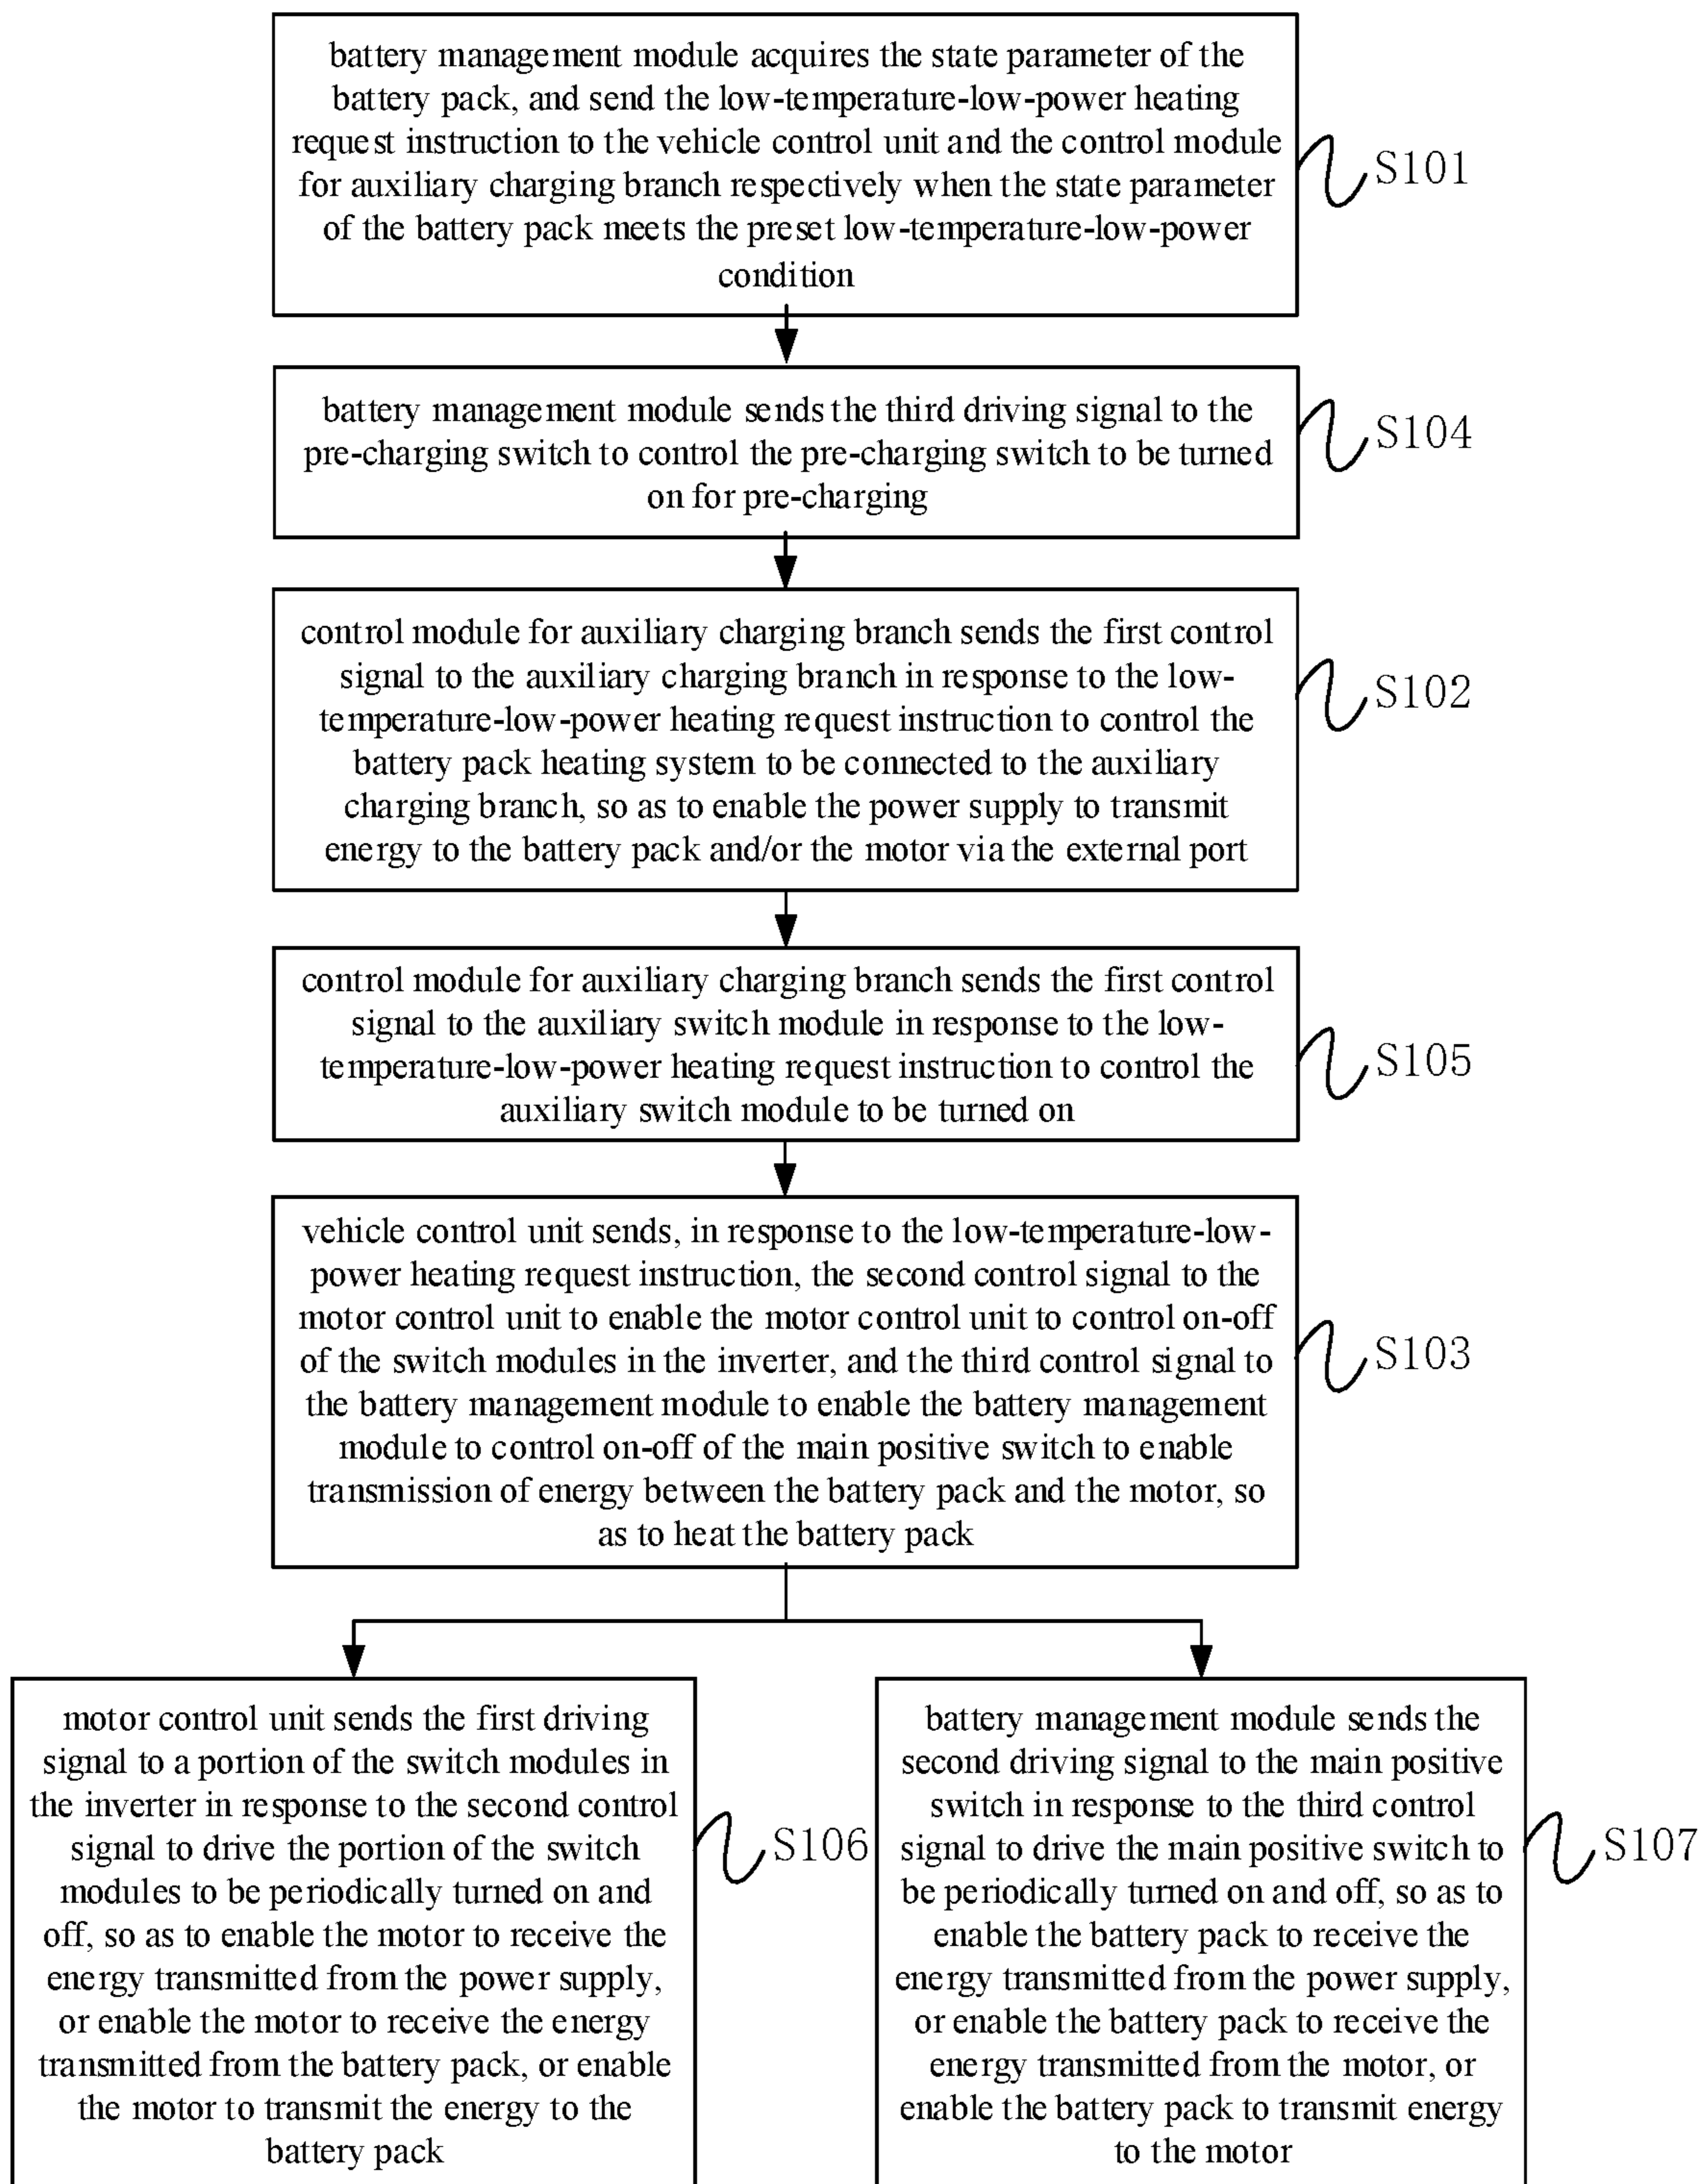 battery management module acquires the state parameter of the
battery pack, and send the low-temperature-low-power heating
request instruction to the vehicle control unit and the control module
for auxiliary charging branch respectively when the state parameter
of the battery pack meets the preset low-temperature-low-power
condition
S101
battery management module sends the third driving signal to the
pre-charging switch to control the pre-charging switch to be turned
on for pre-charging
S104
control module for auxiliary charging branch sends the first control
signal to the auxiliary charging branch in response to the low-
temperature-low-power heating request instruction to control the
battery pack heating system to be connected to the auxiliary
charging branch, so as to enable the power supply to transmit
energy to the battery pack and/or the motor via the external port
S102
control module for auxiliary charging branch sends the first control
signal to the auxiliary switch module in response to the low-
temperature-low-power heating request instruction to control the
auxiliary switch module to be turned on
S105
vehicle control unit sends, in response to the low-temperature-low-
power heating request instruction, the second control signal to the
motor control unit to enable the motor control unit to control on-off
of the switch modules in the inverter, and the third control signal to
the battery management module to enable the battery management
module to control on-off of the main positive switch to enable
transmission of energy between the battery pack and the motor, so
as to heat the battery pack
S103
motor control unit sends the first driving
signal to a portion of the switch modules in
the inverter in response to the second control
signal to drive the portion of the switch
modules to be periodically turned on and
off, so as to enable the motor to receive the
energy transmitted from the power supply,
or enable the motor to receive the energy
transmitted from the battery pack, or enable
the motor to transmit the energy to the
battery pack
S106
battery management module sends the
second driving signal to the main positive
switch in response to the third control
signal to drive the main positive switch to
be periodically turned on and off, so as to
enable the battery pack to receive the
energy transmitted from the power supply,
or enable the battery pack to receive the
energy transmitted from the motor, or
enable the battery pack to transmit energy
to the motor
S107